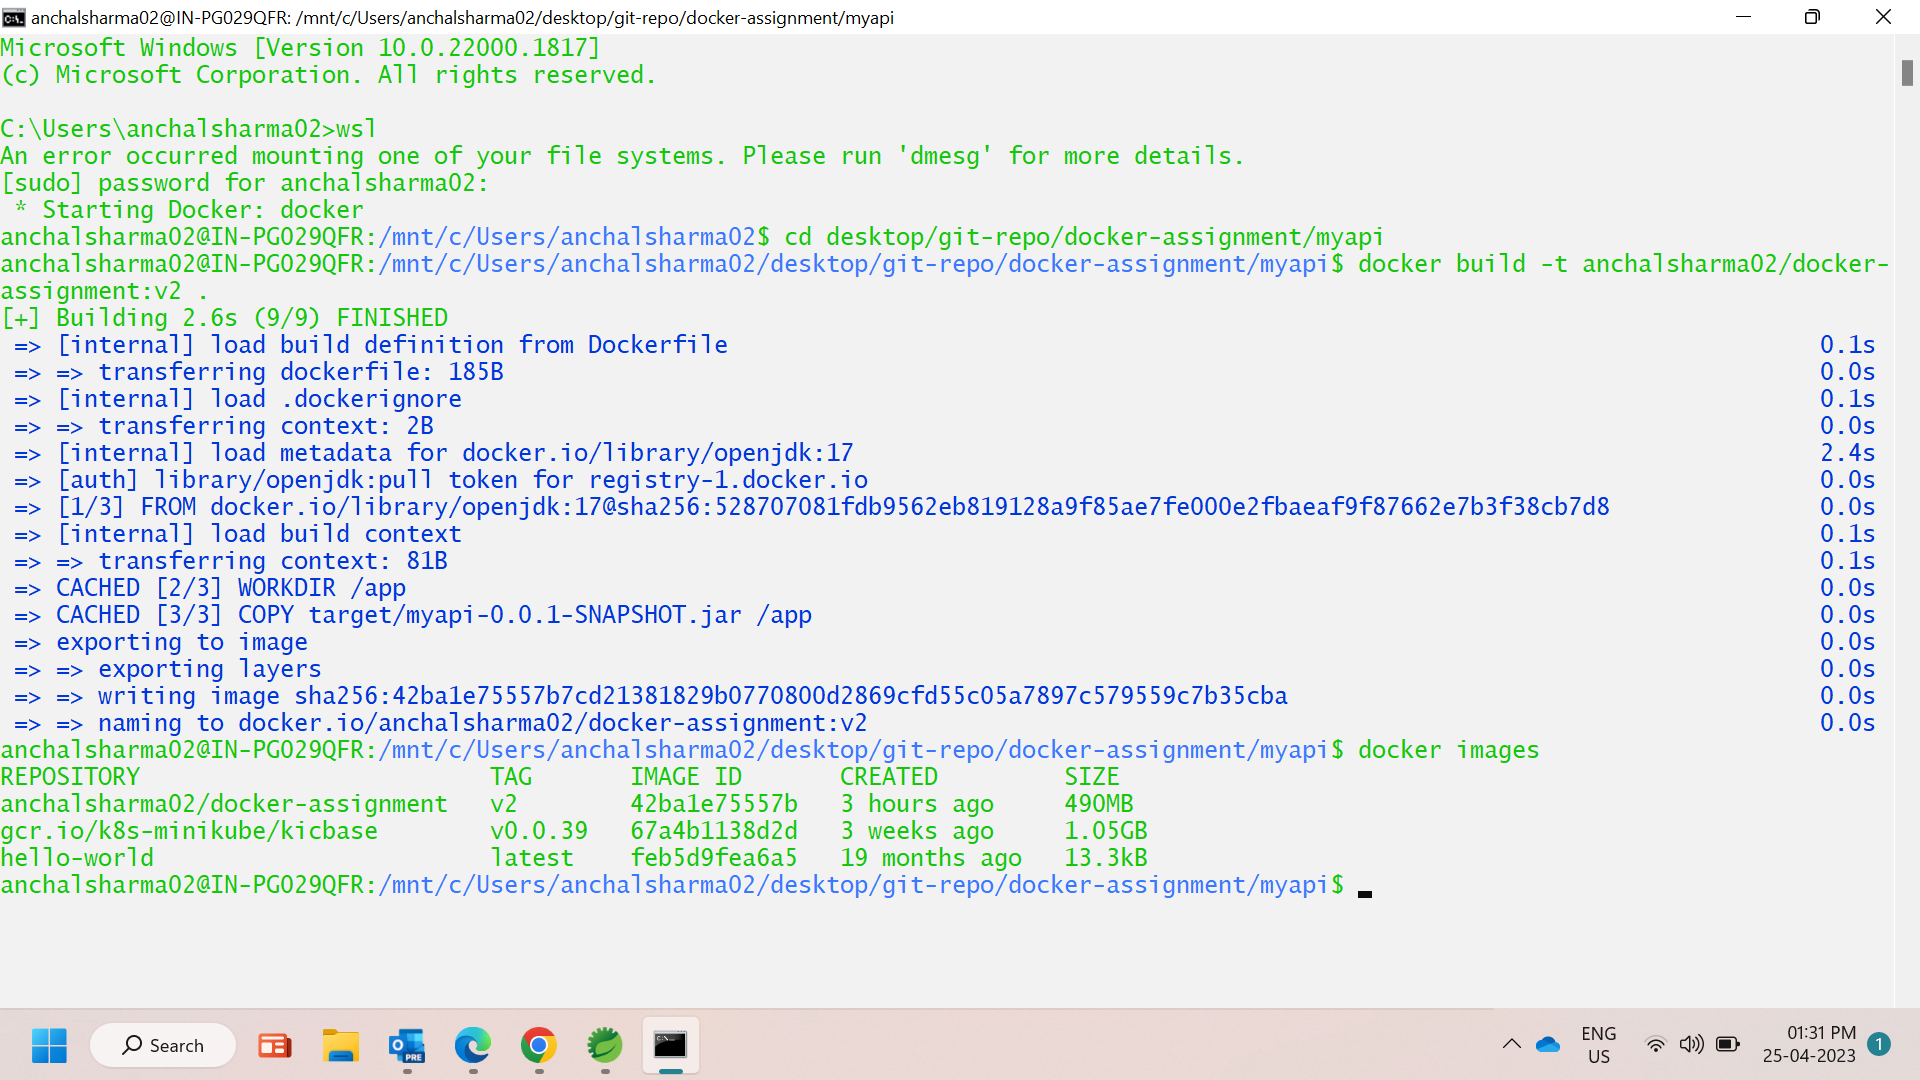 anchalsharma02@IN-PG029QFR: /mnt/c/Users/anchalsharma02/desktop/git-repo/docker-assignment/myapi
Microsoft Windows [Version 10.0.22000.1817]
(c) Microsoft Corporation. All rights reserved.
C:\Users\anchalsharma02>wsl
An error occurred mounting one of your file systems. Please run 'dmesg' for more details.
[sudo] password for anchalsharma02:
* Starting Docker: docker
anchalsharma02@IN-PG029QFR:/mnt/c/Users/anchalsharma02$ cd desktop/git-repo/docker-assignment/myapi
anchalsharma02@IN-PG029QFR:/mnt/c/Users/anchalsharma02/desktop/git-repo/docker-assignment/myapi$ docker build -t anchalsharma02/docker-
assignment:v2 .
[+] Building 2.6s (9/9) FINISHED
=> [internal] load build definition from Dockerfile 0.1s
=> => transferring dockerfile: 185B 0.0s
=> [internal] load .dockerignore 0.1s
=> => transferring context: 2B 0.0s
=> [internal] load metadata for docker.io/library/openjdk:17 2.4s
=> [auth] library/openjdk:pull token for registry-1.docker.io 0.0s
=> [1/3] FROM docker.io/library/openjdk:17@sha256:528707081fdb9562eb819128a9f85ae7fe000e2fbaeaf9f87662e7b3f38cb7d8 0.0s
=> [internal] load build context 0.1s
=> => transferring context: 81B 0.1s
=> CACHED [2/3] WORKDIR /app 0.0s
=> CACHED [3/3] COPY target/myapi-0.0.1-SNAPSHOT.jar /app 0.0s
=> exporting to image 0.0s
=> => exporting layers 0.0s
=> => writing image sha256:42ba1e75557b7cd21381829b0770800d2869cfd55c05a7897c579559c7b35cba 0.0s
=> => naming to docker.io/anchalsharma02/docker-assignment:v2 0.0s
anchalsharma02@IN-PG029QFR:/mnt/c/Users/anchalsharma02/desktop/git-repo/docker-assignment/myapi$ docker images
REPOSITORY TAG IMAGE ID CREATED SIZE
anchalsharma02/docker-assignment v2 42ba1e75557b 3 hours ago 490MB
gcr.io/k8s-minikube/kicbase v0.0.39 67a4b1138d2d 3 weeks ago 1.05GB
hello-world latest feb5d9fea6a5 19 months ago 13.3kB
anchalsharma02@IN-PG029QFR:/mnt/c/Users/anchalsharma02/desktop/git-repo/docker-assignment/myapi$
Search
PRE
ENG
US
01:31 PM
25-04-2023
1